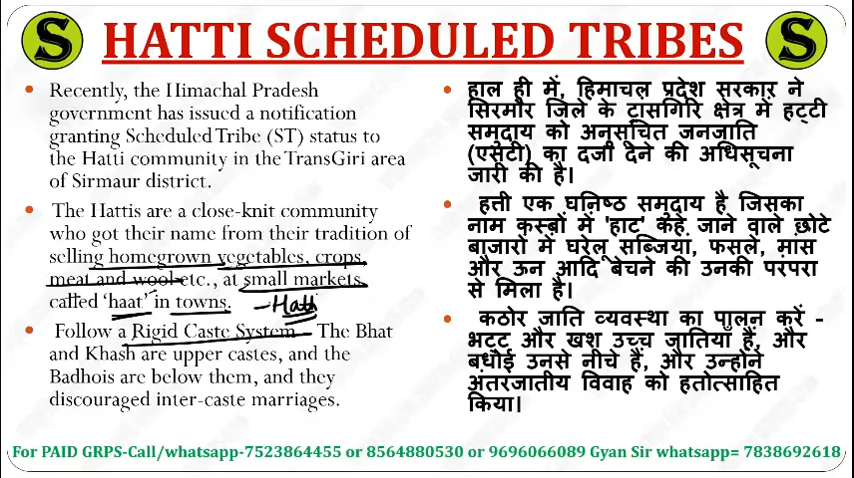 S HATTI SCHEDULED TRIBES S
• Recently, the Himachal Pradesh
government has issued a notification
granting Scheduled Tribe (ST) status to
the Hatti community in the TransGiri area
of Sirmaur district.
• The Hattis are a close-knit community
who got their name from their tradition of
selling homegrown vegetables, crops,
meat and wool etc., at small markets
called ‘haat’ in towns. – Hatti
• Follow a Rigid Caste System – The Bhat
and Khash are upper castes, and the
Badhois are below them, and they
discouraged inter-caste marriages.
• हाल ही में, हिमाचल प्रदेश सरकार ने
सिरमौर जिले के ट्रांसगिरि क्षेत्र में हट्टी
समुदाय को अनुसूचित जनजाति
(एसटी) का दर्जा देने की अधिसूचना
जारी की है।
• हत्ती एक घनिष्ठ समुदाय है जिसका
नाम कस्बों में 'हाट' कहे जाने वाले छोटे
बाजारों में घरेलू सब्जियां, फसलें, मांस
और ऊन आदि बेचने की उनकी परंपरा
से मिला है।
• कठोर जाति व्यवस्था का पालन करें -
भट्ट और खश उच्च जातियाँ हैं, और
बधोई उनसे नीचे हैं, और उन्होंने
अंतरजातीय विवाह को हतोत्साहित
किया।
For PAID GRPS-Call/whatsapp-7523864455 or 8564880530 or 9696066089 Gyan Sir whatsapp= 7838692618